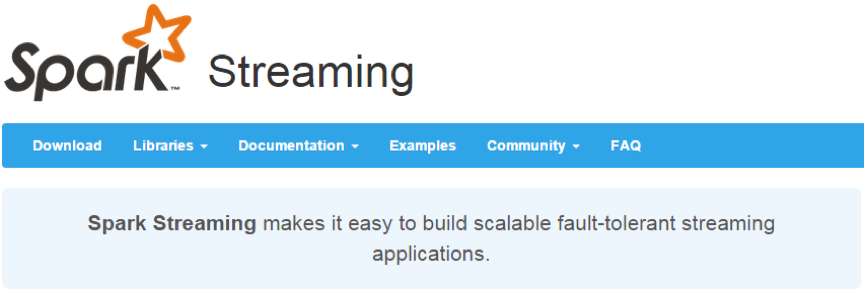 Spark™ Streaming
Download Libraries Documentation Examples Community FAQ
Spark Streaming makes it easy to build scalable fault-tolerant streaming
applications.